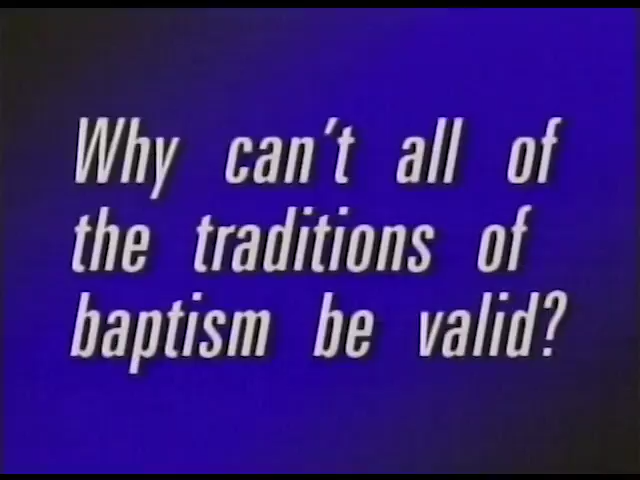 Why can't all of
the traditions of
baptism be valid?